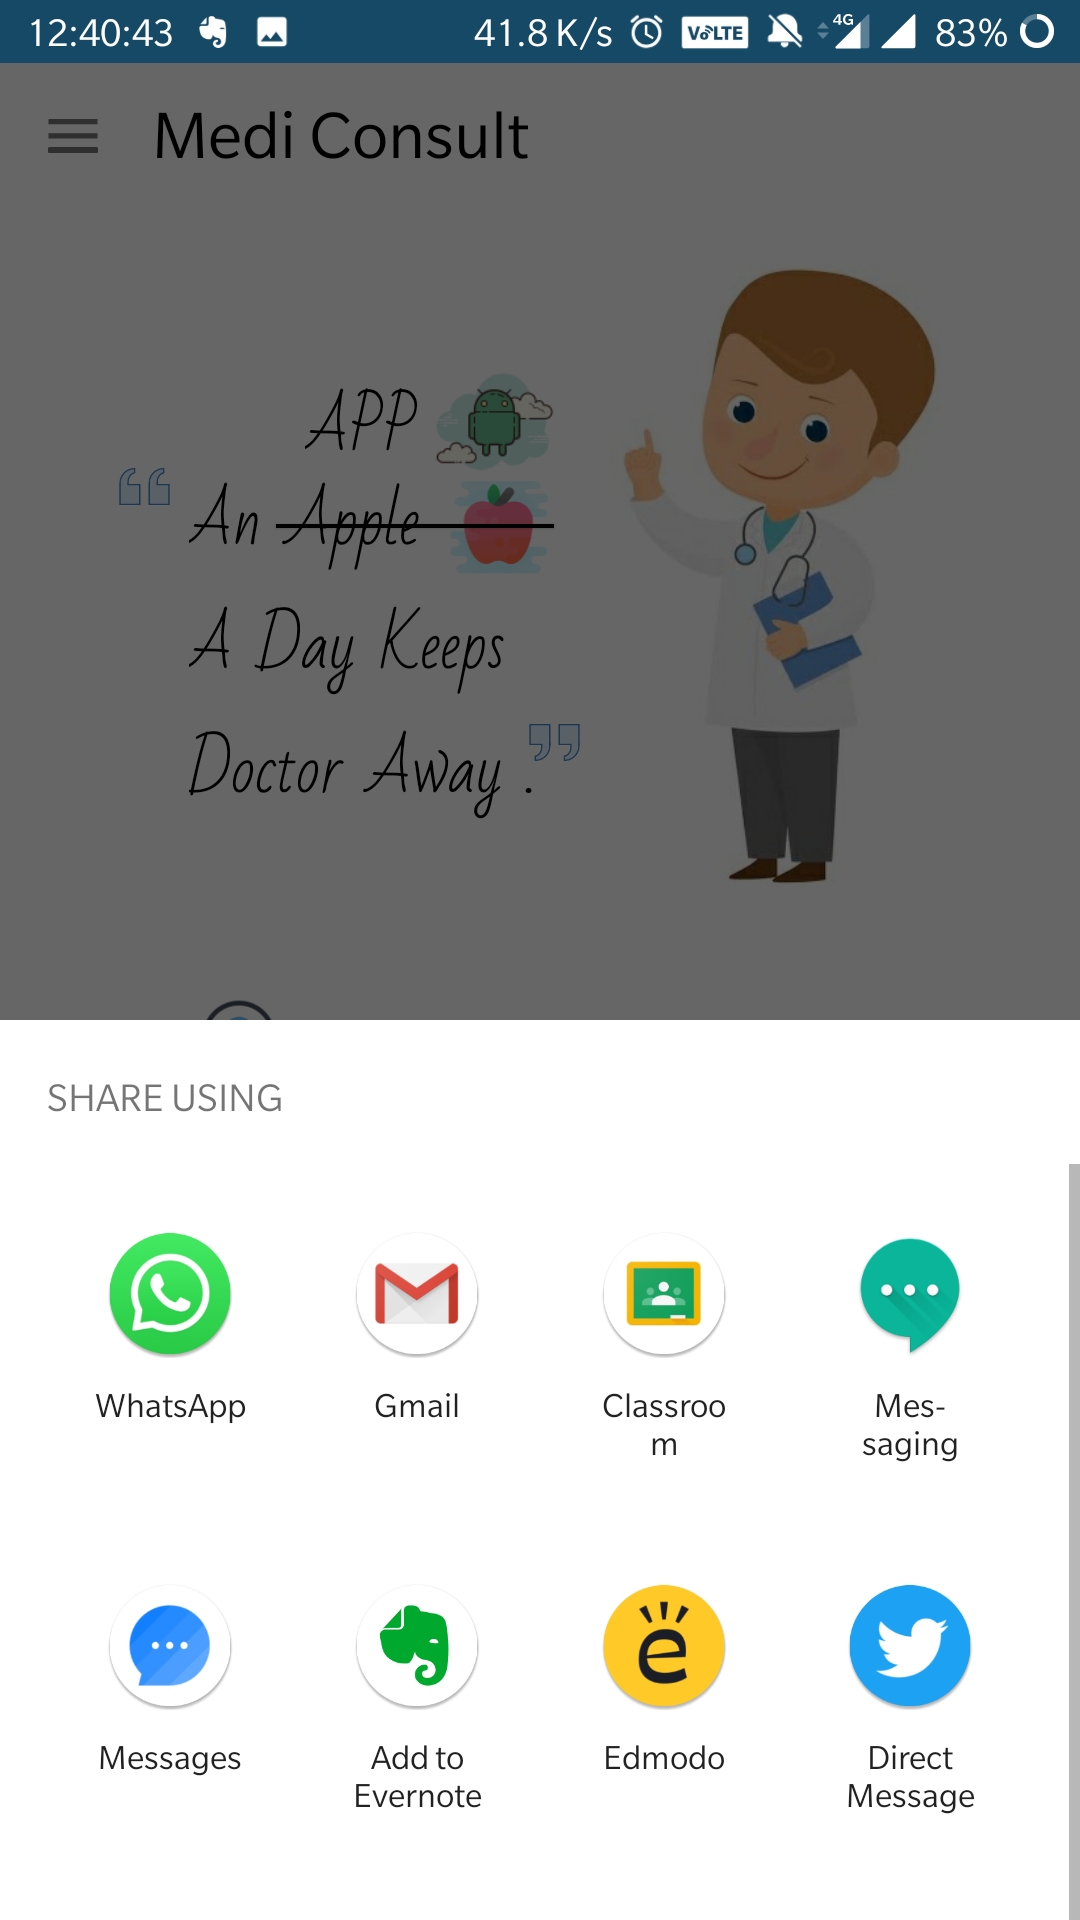 12:40:43 41.8 K/s VoLTE 4G 83%
Medi Consult
APP
“ An Apple
A Day Keeps
Doctor Away . ”
SHARE USING
WhatsApp Gmail Classroo Mes-
m saging
Messages Add to Edmodo Direct
Evernote Message